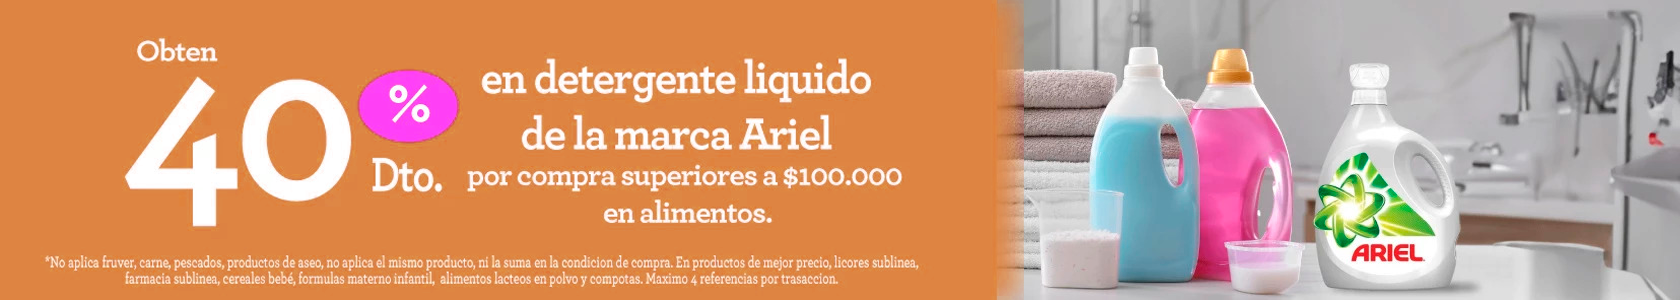 Obten
40%
Dto.
en detergente liquido
de la marca Ariel
por compra superiores a $100.000
en alimentos.
*No aplica fruver, carne, pescados, productos de aseo, no aplica el mismo producto, ni la suma en la condicion de compra. En productos de mejor precio, licores sublinea,
farmacia sublinea, cereales bebé, formulas materno infantil, alimentos lacteos en polvo y compotas. Maximo 4 referencias por trasaccion.
ARIEL